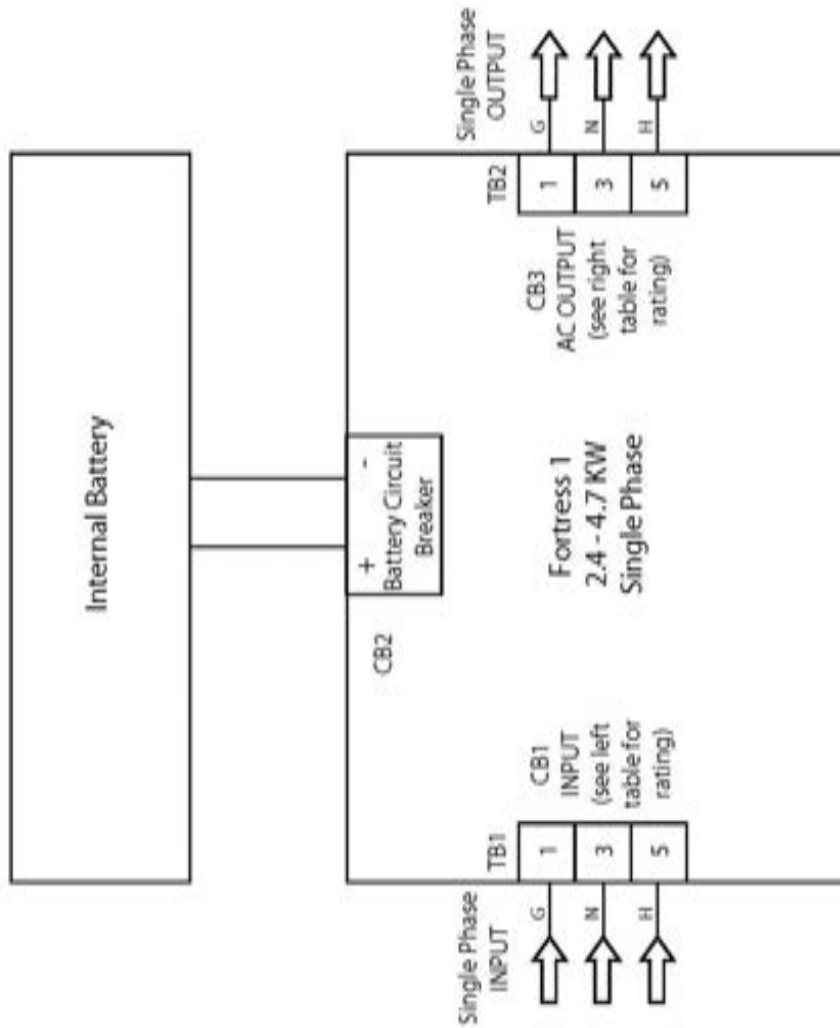 Internal Battery
CB2
+ -
Battery Circuit
Breaker
Single Phase
INPUT
G
N
H
TB1
1
3
5
CB1
INPUT
(see left
table for
rating)
Fortress 1
2.4 - 4.7 KW
Single Phase
CB3
AC OUTPUT
(see right
table for
rating)
TB2
1
3
5
G
N
H
Single Phase
OUTPUT